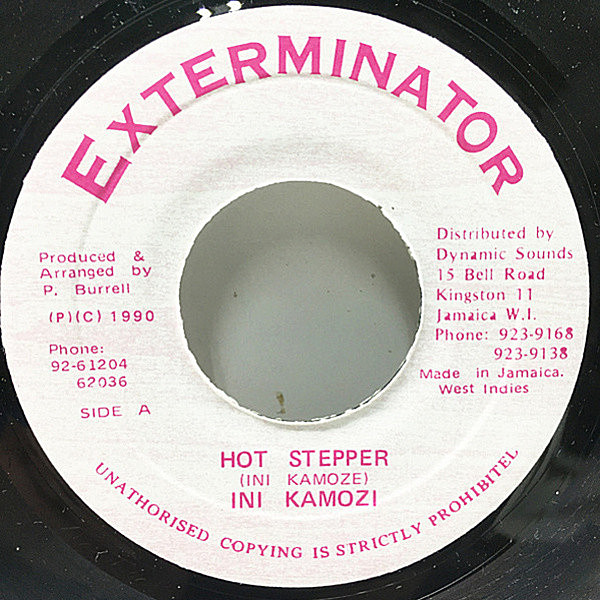 EXTERMINATOR
Produced &
Arranged by
P. Burrell
(P)(C) 1990
Phone:
92-61204
62036
SIDE A
Distributed by
Dynamic Sounds
15 Bell Road
Kingston 11
Jamaica W.I.
Phone: 923-9168
923-9138
Made in Jamaica.
West Indies
HOT STEPPER
(INI KAMOZE)
INI KAMOZI
UNATHORISED COPYING IS STRICTLY PROHIBITEL